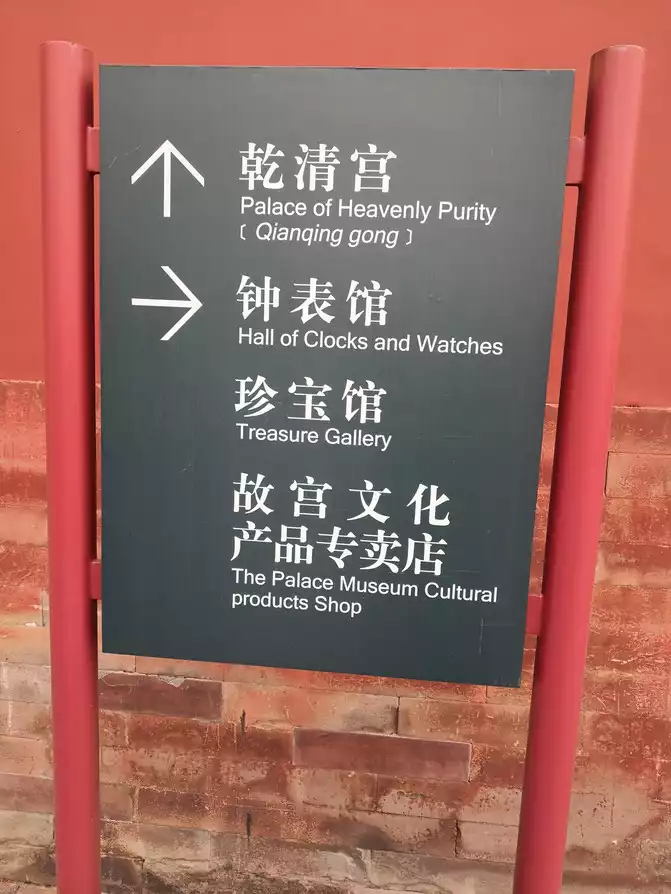 乾清宫
Palace of Heavenly Purity
〔 Qianqing gong 〕
钟表馆
Hall of Clocks and Watches
珍宝馆
Treasure Gallery
故宫文化
产品专卖店
The Palace Museum Cultural
products Shop